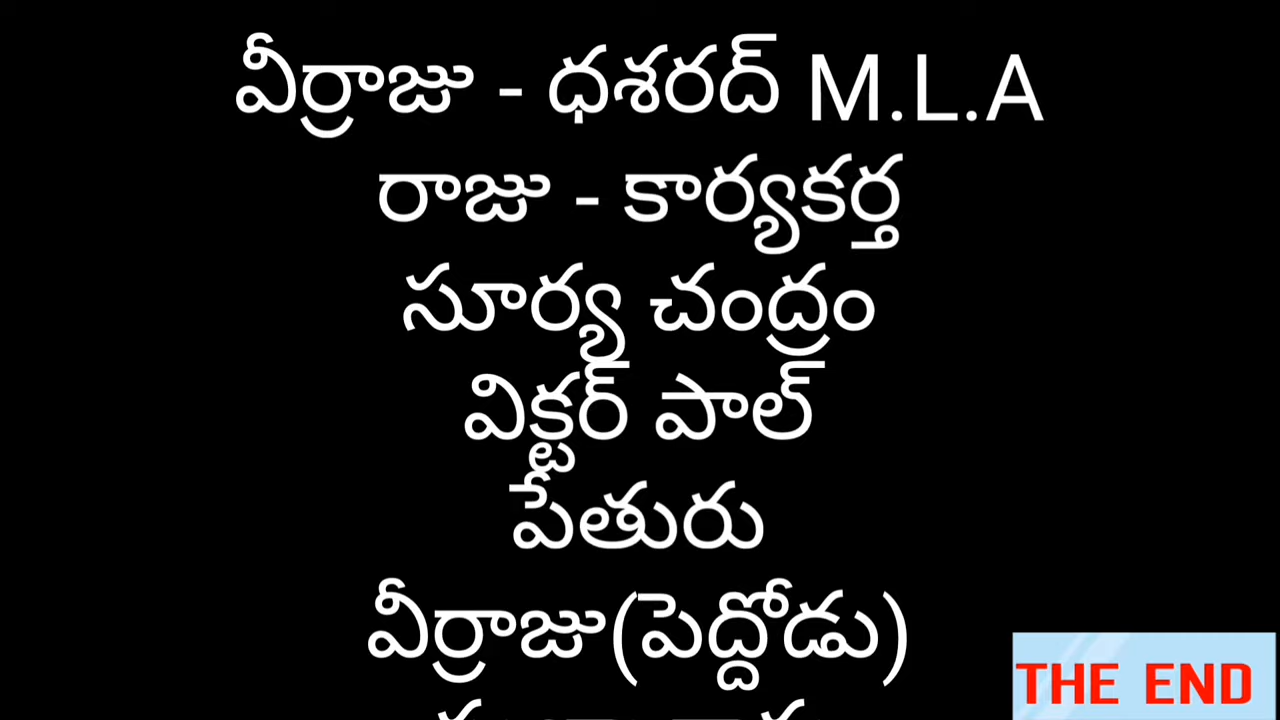 వీర్రాజు - ధశరద్ M.L.A
రాజు - కార్యకర్త
సూర్య చంద్రం
విక్టర్ పాల్
పేతురు
వీర్రాజు(పెద్దోడు)
THE END